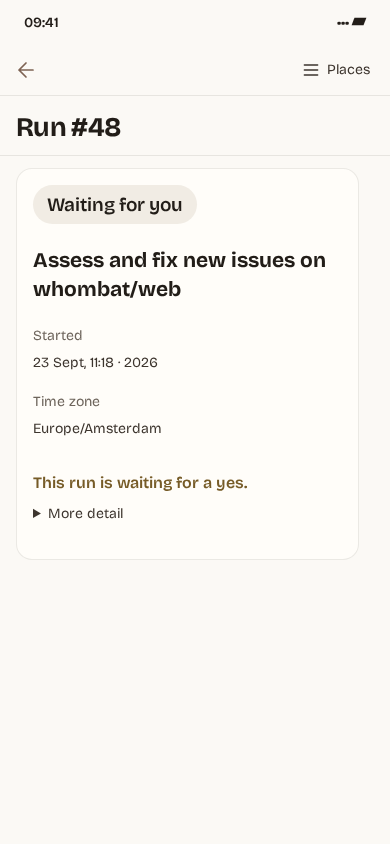 09:41
Places
Run #48
Waiting for you
Assess and fix new issues on
whombat/web
Started
23 Sept, 11:18 · 2026
Time zone
Europe/Amsterdam
This run is waiting for a yes.
More detail